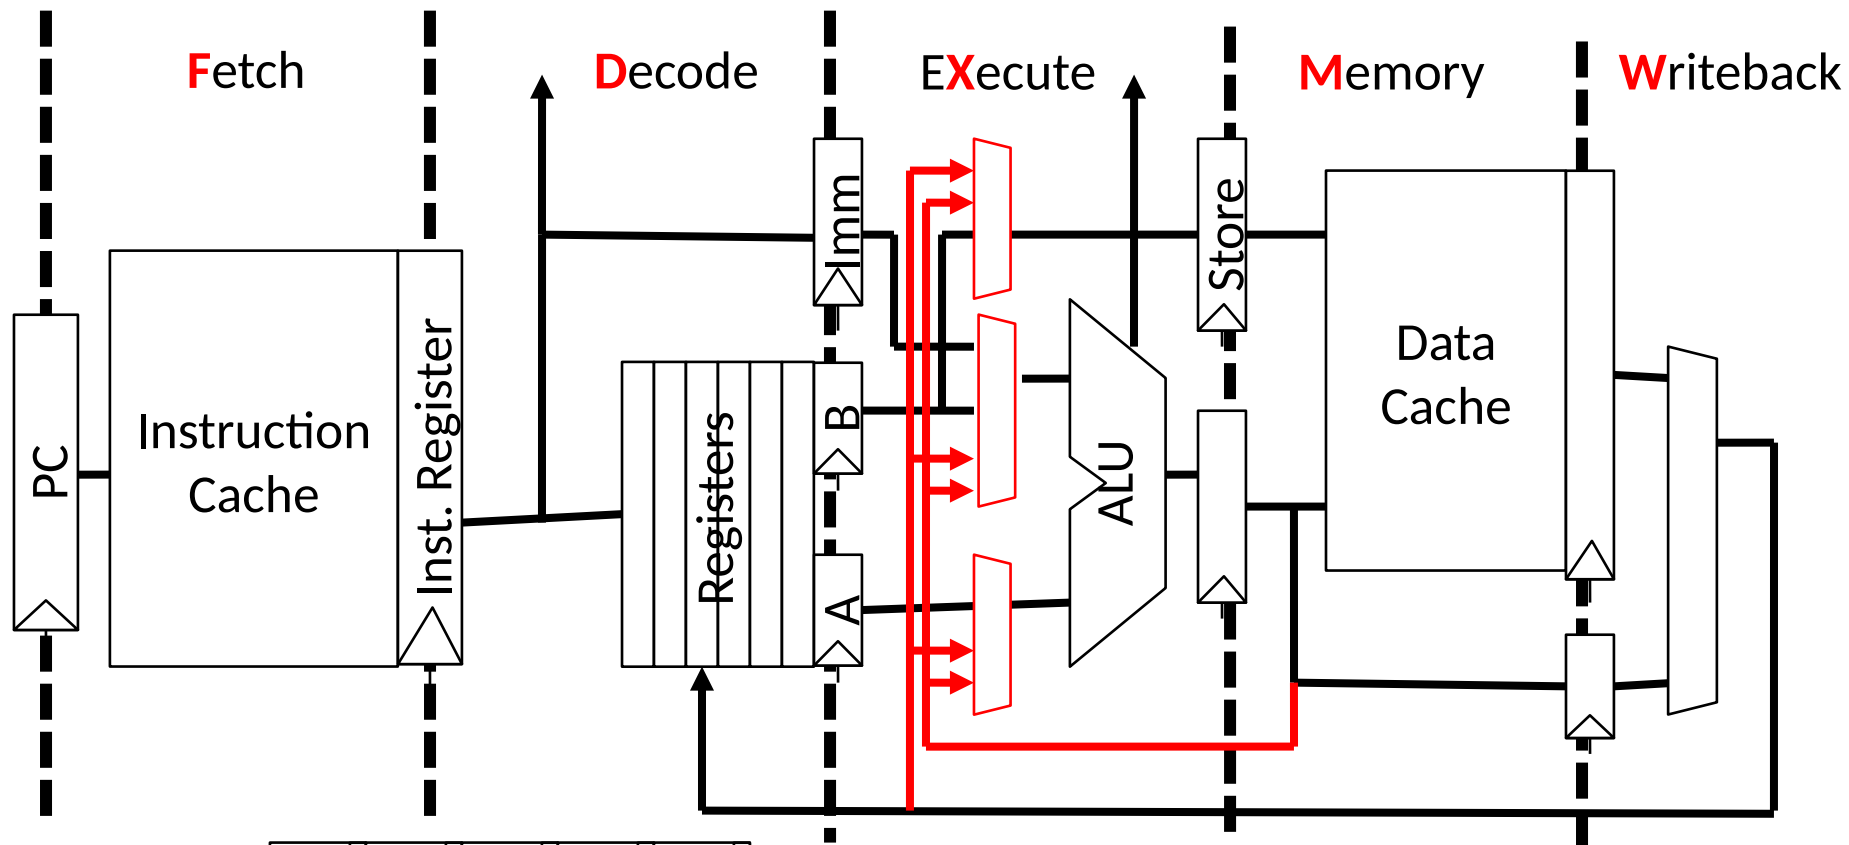 Fetch
Decode
EXecute
Memory
Writeback
PC
Instruction
Cache
Inst. Register
Registers
Imm
B
A
ALU
Store
Data
Cache